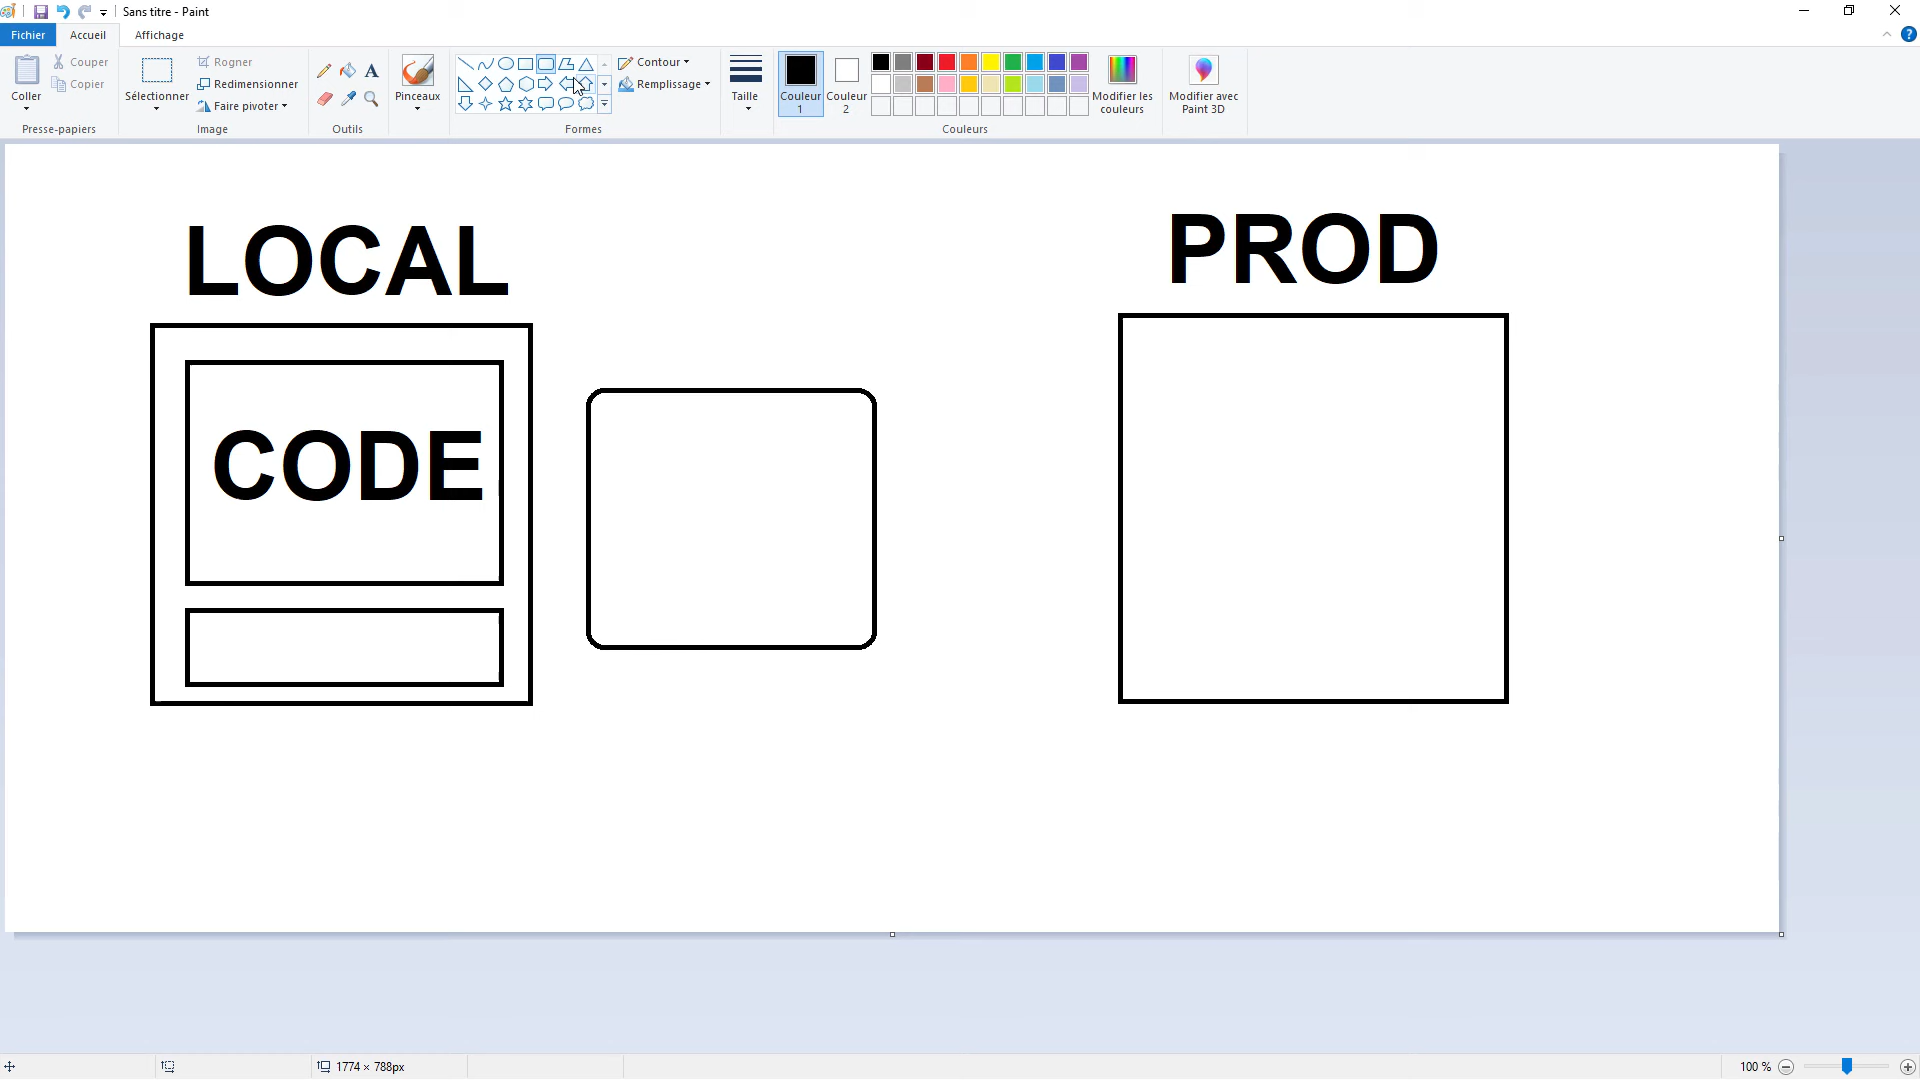 Sans titre - Paint
Fichier
Accueil
Affichage
Coller
Couper
Copier
Presse-papiers
Sélectionner
Rogner
Redimensionner
Faire pivoter
Image
A
Outils
Pinceaux
Formes
Contour
Remplissage
Taille
Couleur
1
Couleur
2
Couleurs
Modifier les
couleurs
Modifier avec
Paint 3D
?
LOCAL
PROD
CODE
1774 × 788px
100 %